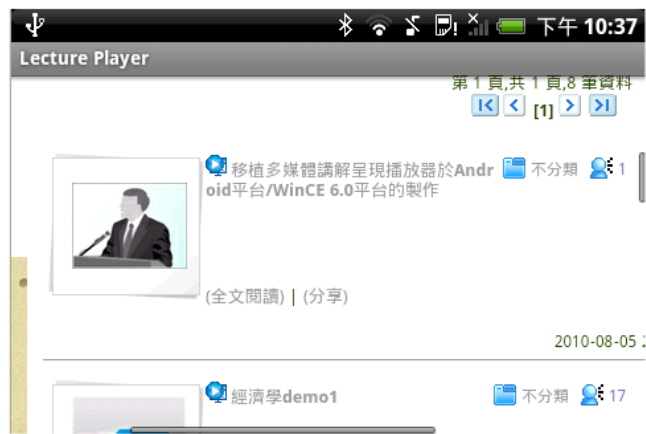 下午 10:37
Lecture Player
第 1 頁,共 1 頁,8 筆資料
[1]
移植多媒體講解呈現播放器於Andr
oid平台/WinCE 6.0平台的製作
不分類 1
(全文閱讀) | (分享)
2010-08-05
經濟學demo1
不分類 17